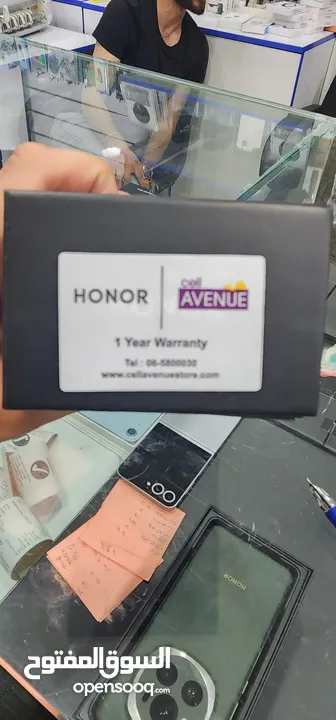 HONOR
cell
AVENUE
1 Year Warranty
Tel : 06-5800030
www.cellavenuestore.com
HONOR
السوق المفتوح
opensooq.com